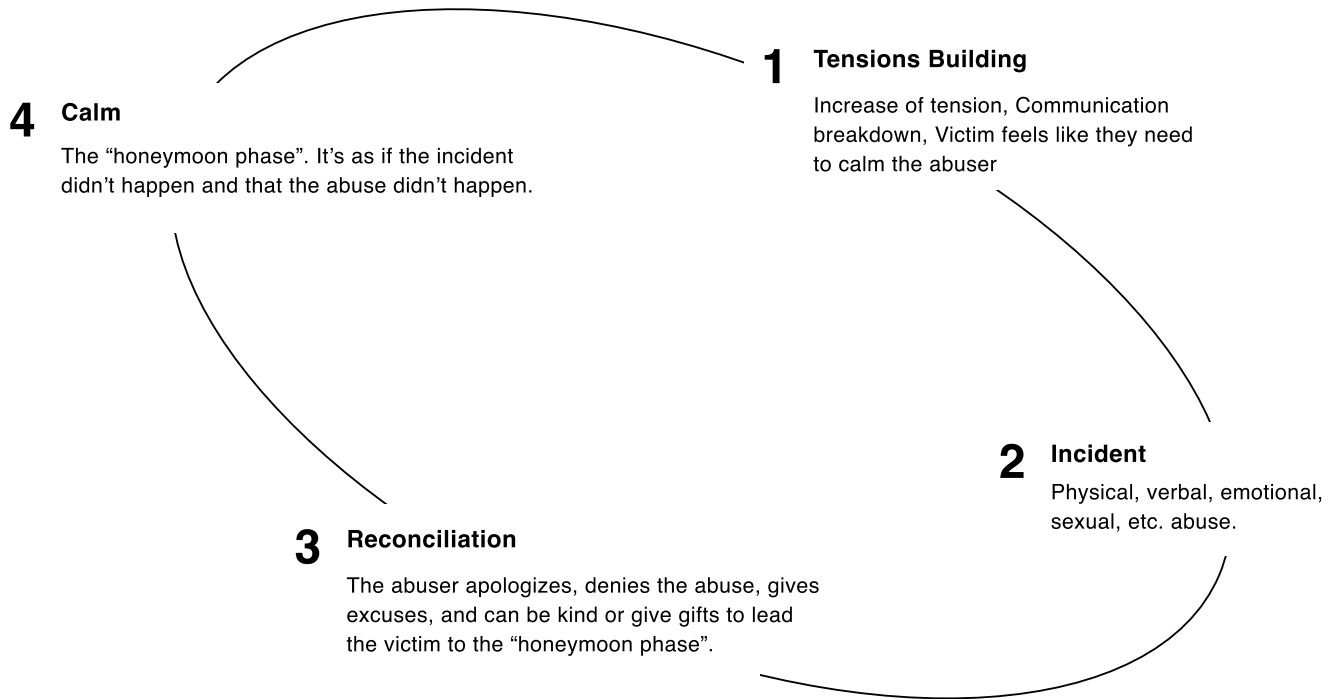 1
Tensions Building
Increase of tension, Communication
breakdown, Victim feels like they need
to calm the abuser
2
Incident
Physical, verbal, emotional,
sexual, etc. abuse.
3
Reconciliation
The abuser apologizes, denies the abuse, gives
excuses, and can be kind or give gifts to lead
the victim to the “honeymoon phase”.
4
Calm
The “honeymoon phase”. It’s as if the incident
didn’t happen and that the abuse didn’t happen.